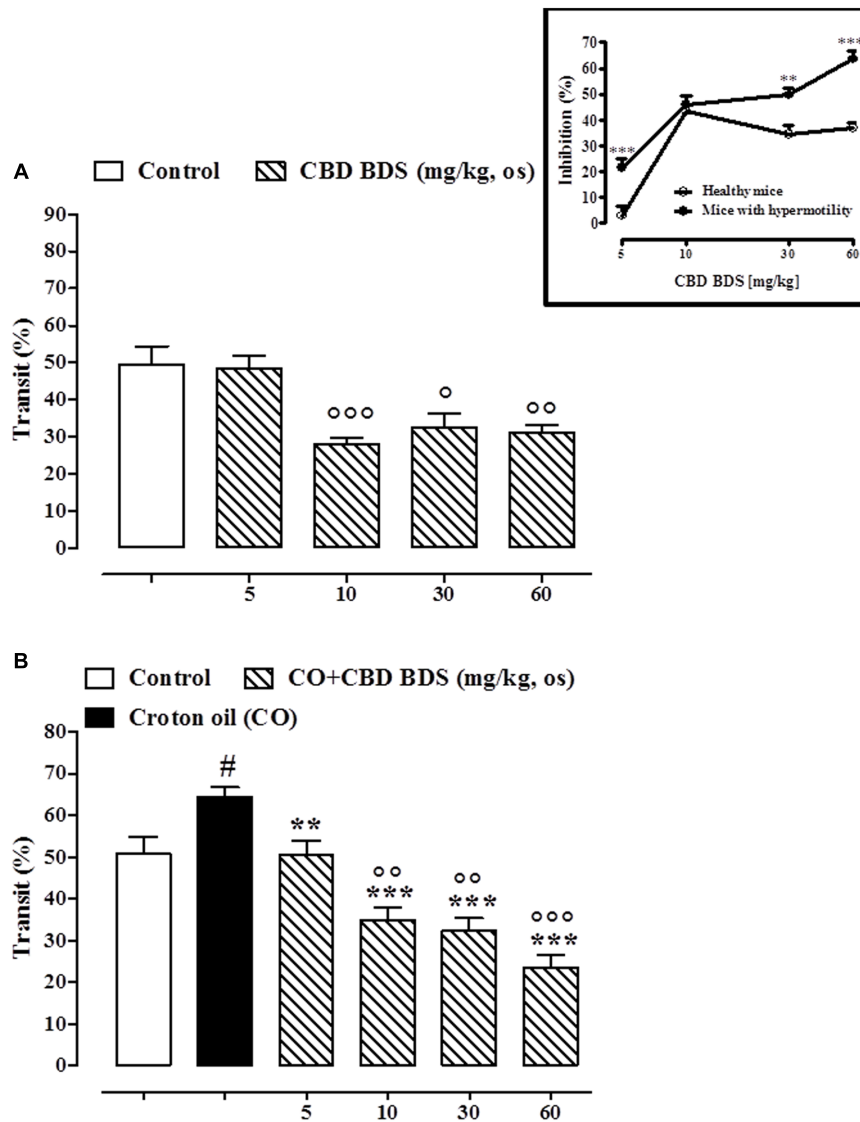 70
60
50
40
30
20
10
0
Inhibition (%)
***
**
***
Healthy mice
Mice with hypermotility
5 10 30 60
CBD BDS [mg/kg]
A
Control CBD BDS (mg/kg, os)
90
80
70
60
50
40
30
20
10
0
Transit (%)
°°° ° °°
5 10 30 60
B
Control CO+CBD BDS (mg/kg, os)
Croton oil (CO)
80
70
60
50
40
30
20
10
0
Transit (%)
#
**
°° °° °°°
*** *** ***
5 10 30 60